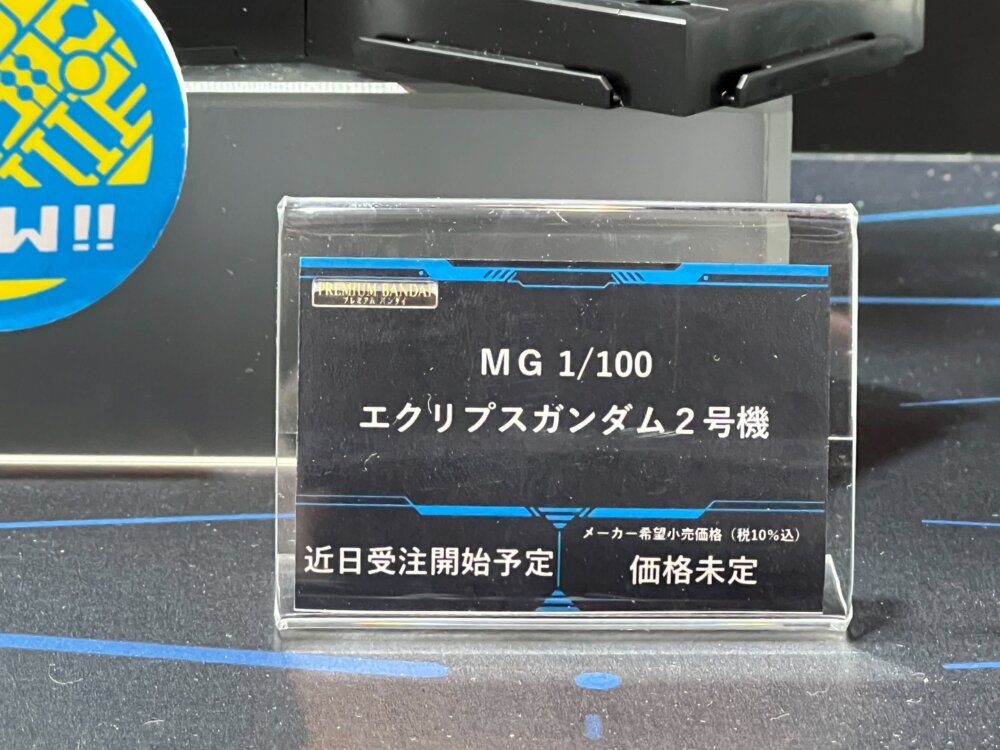 PREMIUM BANDAI
プレミアム バンダイ
MG 1/100
エクリプスガンダム２号機
近日受注開始予定
メーカー希望小売価格（税10％込）
価格未定